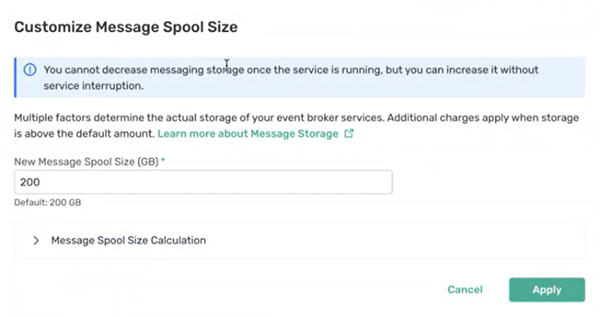 Customize Message Spool Size
You cannot decrease messaging storage once the service is running, but you can increase it without
service interruption.
Multiple factors determine the actual storage of your event broker services. Additional charges apply when storage
is above the default amount. Learn more about Message Storage
New Message Spool Size (GB) *
200
Default: 200 GB
Message Spool Size Calculation
Cancel
Apply